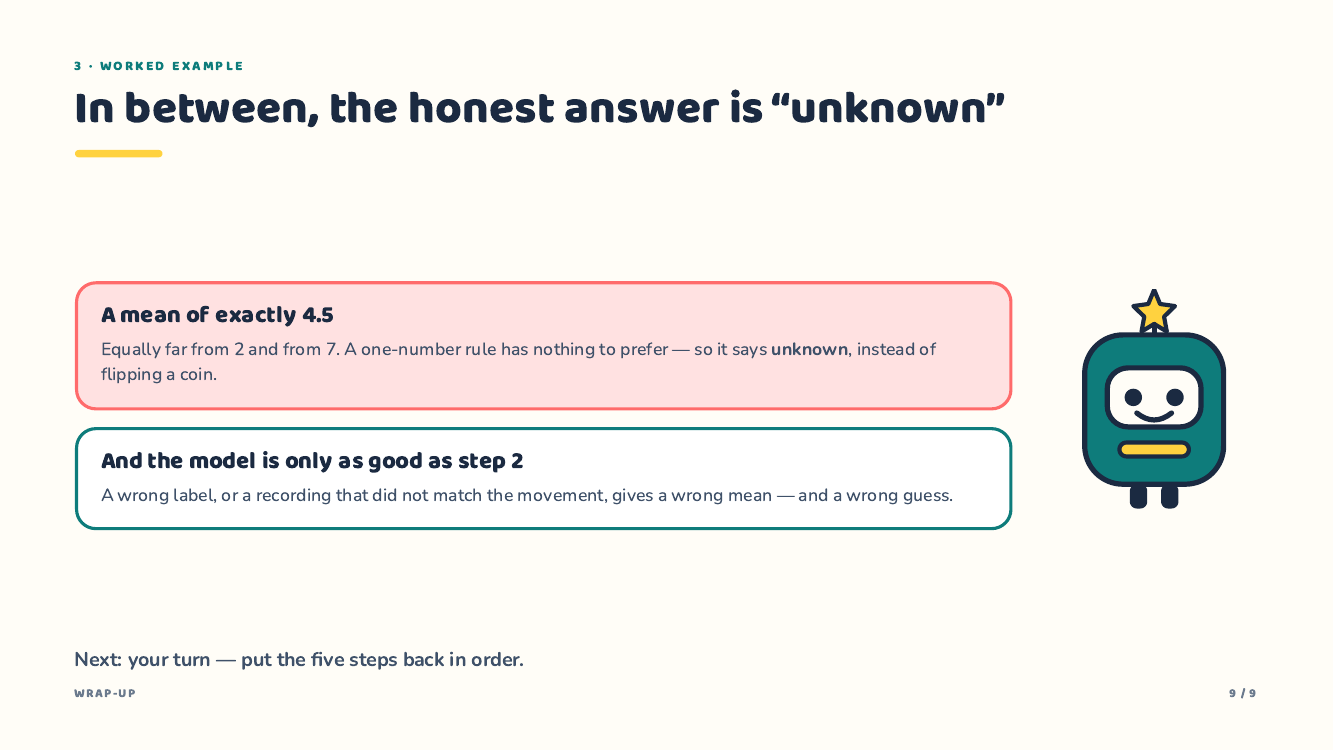 3 · WORKED EXAMPLE
In between, the honest answer is “unknown”
A mean of exactly 4.5
Equally far from 2 and from 7. A one-number rule has nothing to prefer — so it says unknown, instead of
flipping a coin.
And the model is only as good as step 2
A wrong label, or a recording that did not match the movement, gives a wrong mean — and a wrong guess.
Next: your turn — put the five steps back in order.
WRAP-UP
9 / 9